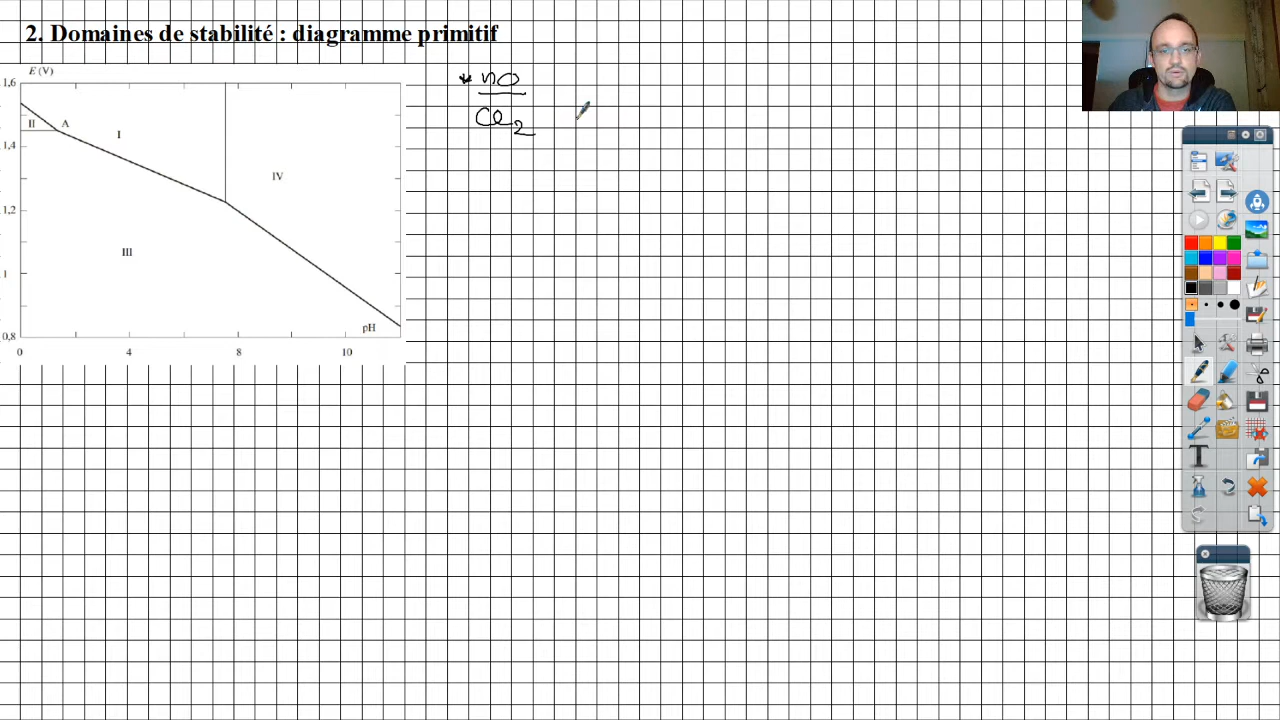 2. Domaines de stabilité : diagramme primitif
E (V)
1,6
II
A
I
1,4
IV
1,2
III
1
0,8
pH
0
4
8
10
* nO
Cl2
T